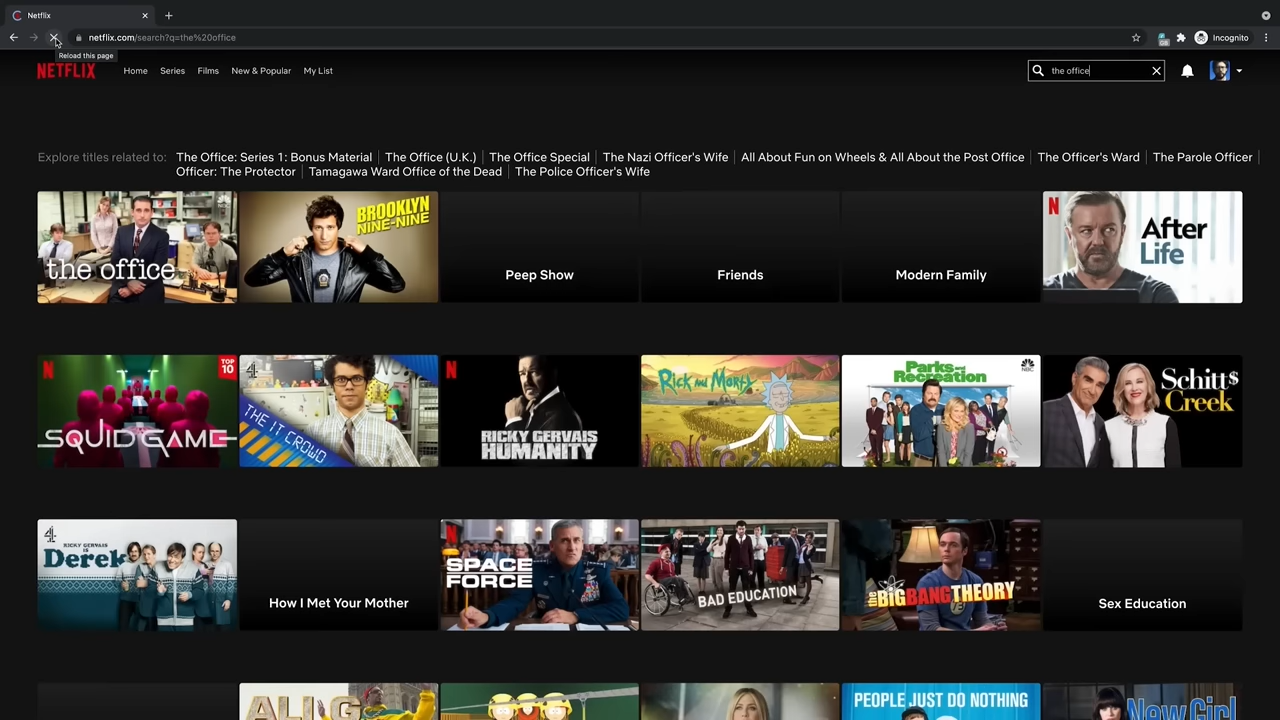 Netflix
netflix.com/search?q=the%20office
Incognito
Reload this page
NETFLIX Home Series Films New & Popular My List
the office
Explore titles related to: The Office: Series 1: Bonus Material | The Office (U.K.) | The Office Special | The Nazi Officer's Wife | All About Fun on Wheels & All About the Post Office | The Officer's Ward | The Parole Officer |
Officer: The Protector | Tamagawa Ward Office of the Dead | The Police Officer's Wife
the office
BROOKLYN
NINE-NINE
Peep Show
Friends
Modern Family
N
After
Life
N
TOP
10
SQUID GAME
4
THE IT CROWD
N
RICKY GERVAIS
HUMANITY
Rick and Morty
Parks and
Recreation
NBC
Schitt$
Creek
4
RICKY GERVAIS IS
Derek
How I Met Your Mother
N
SPACE
FORCE
BAD EDUCATION
the BIG BANG THEORY
Sex Education
ALI G
PEOPLE JUST DO NOTHING
New Girl